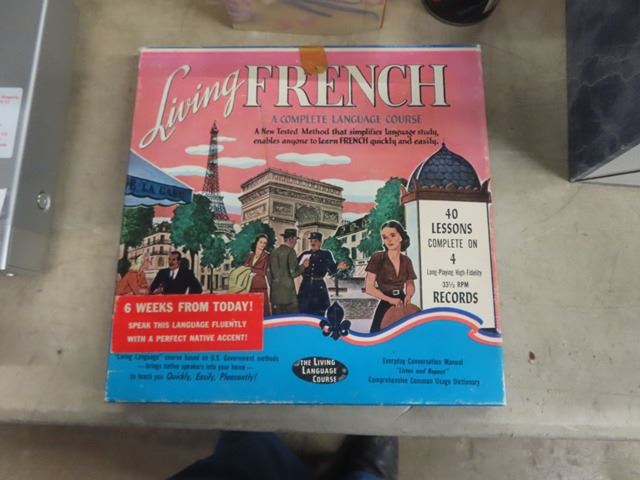 Living FRENCH
A COMPLETE LANGUAGE COURSE
A New Tested Method that simplifies language study,
enables anyone to learn FRENCH quickly and easily.
DE LA
40
LESSONS
COMPLETE ON
4
Long-Playing High-Fidelity
33⅓ RPM
RECORDS
6 WEEKS FROM TODAY!
SPEAK THIS LANGUAGE FLUENTLY
WITH A PERFECT NATIVE ACCENT!
"Living Language" course based on U.S. Government methods
—brings native speakers into your home—
to teach you Quickly, Easily, Pleasantly!
THE LIVING
LANGUAGE
COURSE
Everyday Conversation Manual
"Listen and Repeat"
Comprehensive Common Usage Dictionary